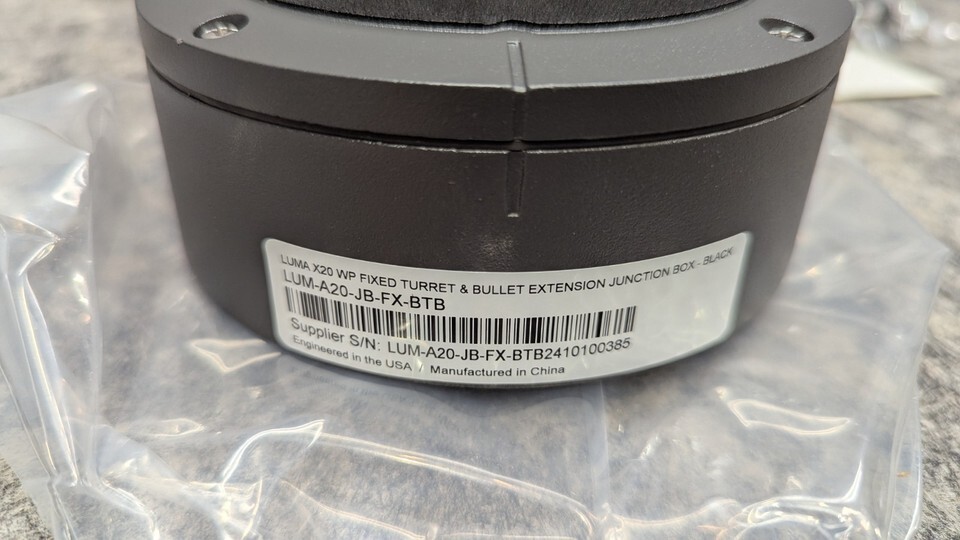 LUMA X20 WP FIXED TURRET & BULLET EXTENSION JUNCTION BOX - BLACK
LUM-A20-JB-FX-BTB
Supplier S/N: LUM-A20-JB-FX-BTB2410100385
Engineered in the USA / Manufactured in China